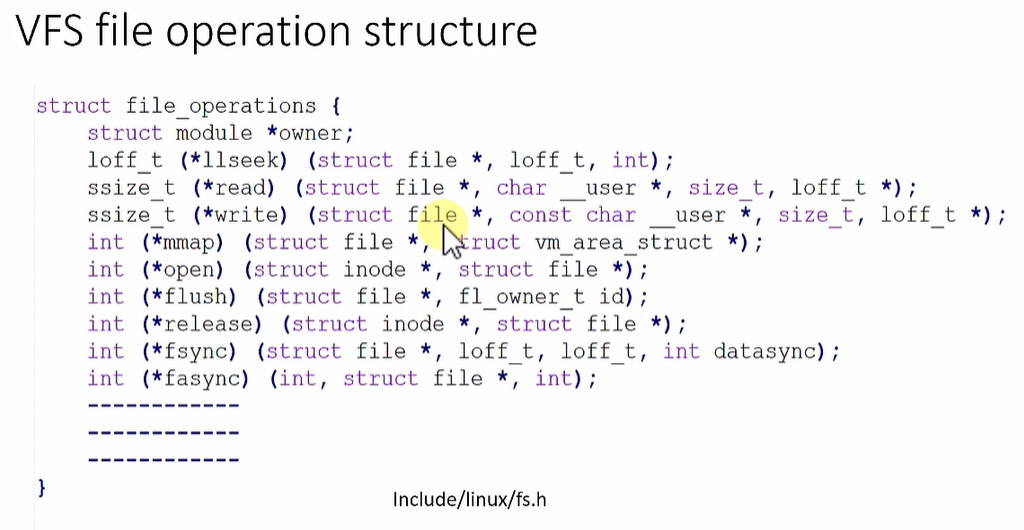 VFS file operation structure
struct file_operations {
struct module *owner;
loff_t (*llseek) (struct file *, loff_t, int);
ssize_t (*read) (struct file *, char __user *, size_t, loff_t *);
ssize_t (*write) (struct file *, const char __user *, size_t, loff_t *);
int (*mmap) (struct file *, truct vm_area_struct *);
int (*open) (struct inode *, struct file *);
int (*flush) (struct file *, fl_owner_t id);
int (*release) (struct inode *, struct file *);
int (*fsync) (struct file *, loff_t, loff_t, int datasync);
int (*fasync) (int, struct file *, int);
------------
------------
------------
}
Include/linux/fs.h